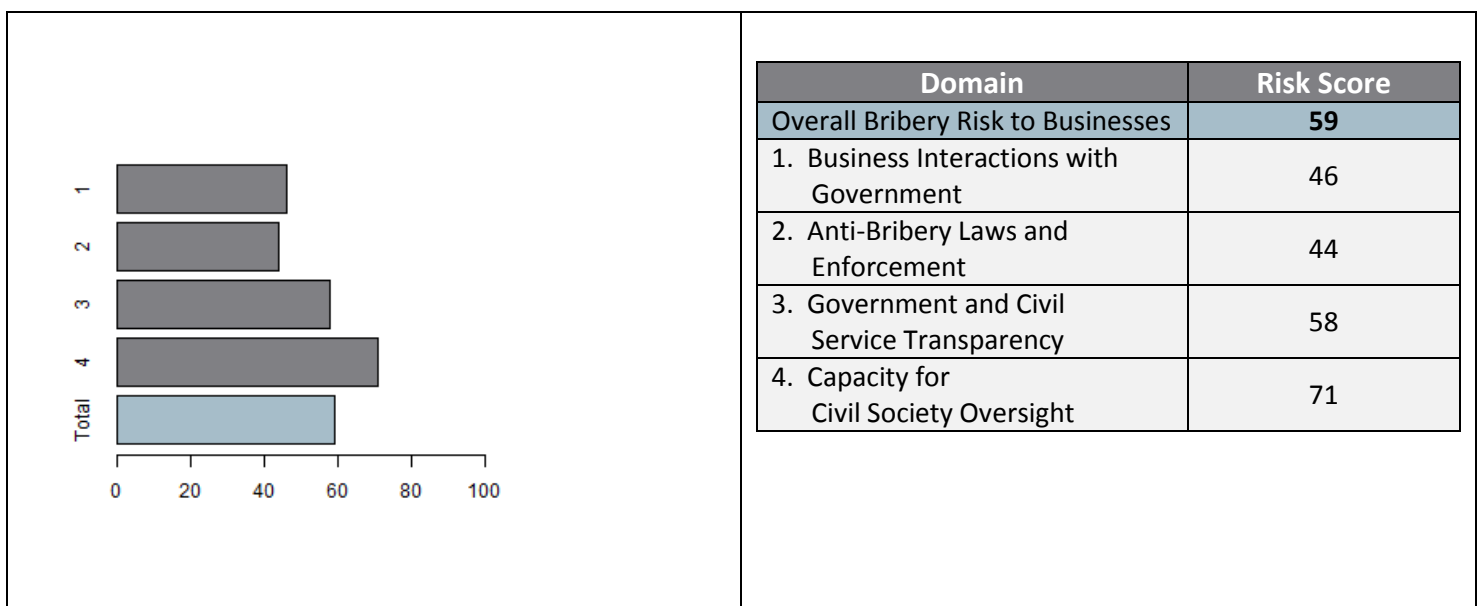 1
2
3
4
Total
0 20 40 60 80 100
Domain Risk Score
Overall Bribery Risk to Businesses 59
1. Business Interactions with
Government 46
2. Anti-Bribery Laws and
Enforcement 44
3. Government and Civil
Service Transparency 58
4. Capacity for
Civil Society Oversight 71